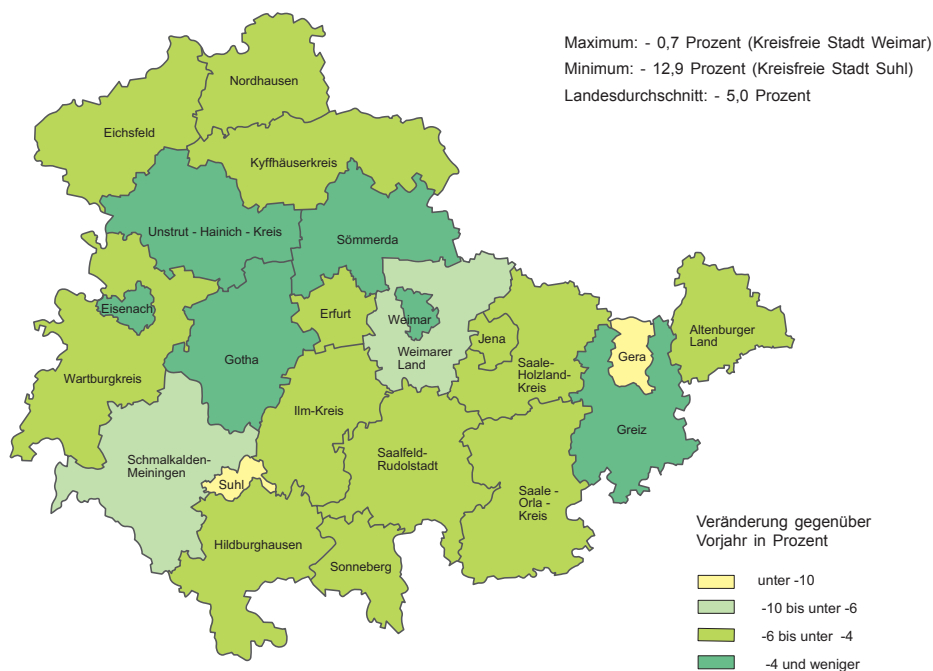 Maximum: - 0,7 Prozent (Kreisfreie Stadt Weimar)
Minimum: - 12,9 Prozent (Kreisfreie Stadt Suhl)
Landesdurchschnitt: - 5,0 Prozent
Nordhausen
Eichsfeld
Kyffhäuserkreis
Unstrut - Hainich - Kreis
Sömmerda
Eisenach
Erfurt
Weimar
Gotha
Weimarer
Land
Jena
Saale-
Holzland-
Kreis
Gera
Altenburger
Land
Wartburgkreis
Ilm-Kreis
Greiz
Schmalkalden-
Meiningen
Suhl
Saalfeld-
Rudolstadt
Saale -
Orla -
Kreis
Hildburghausen
Sonneberg
Veränderung gegenüber
Vorjahr in Prozent
unter -10
-10 bis unter -6
-6 bis unter -4
-4 und weniger